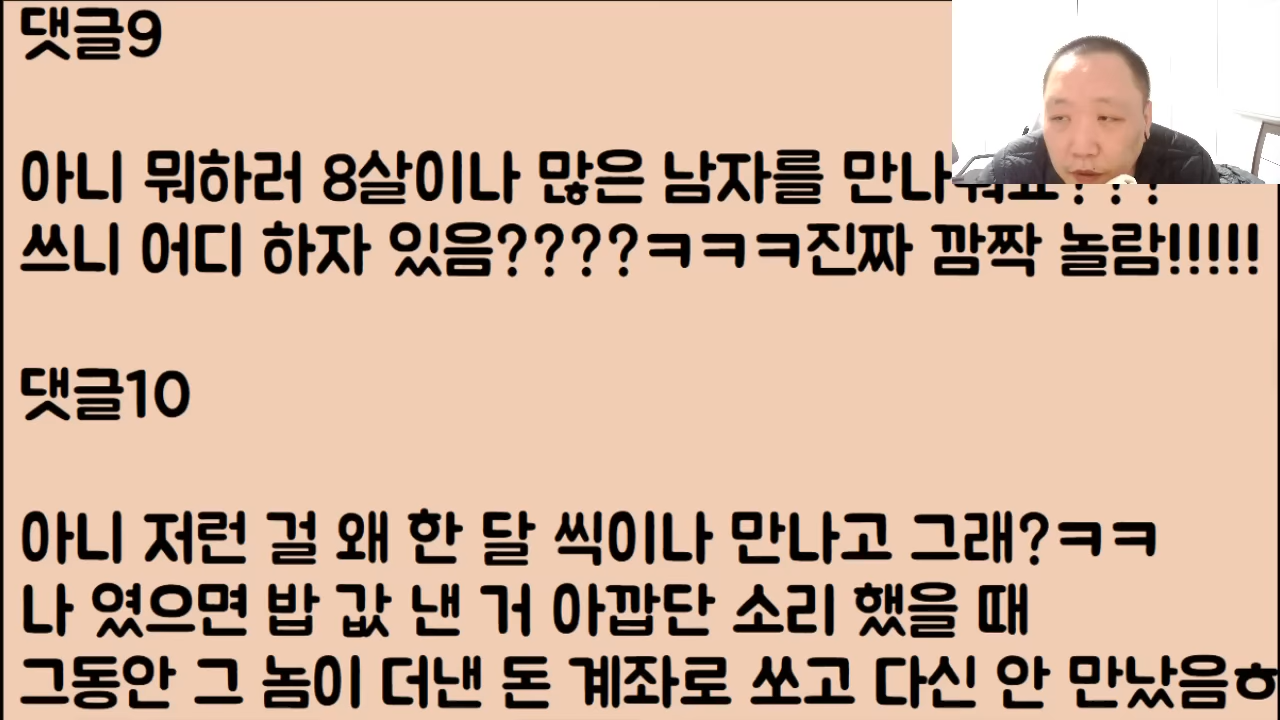 댓글9
아니 뭐하러 8살이나 많은 남자를
쓰니 어디 하자 있음????ㅋㅋㅋ진짜 깜짝 놀람!!!!!
댓글10
아니 저런 걸 왜 한 달 씩이나 만나고 그래?ㅋㅋ
나 였으면 밥 값 낸 거 아깝단 소리 했을 때
그동안 그 놈이 더낸 돈 계좌로 쏘고 다신 안 만났음ㅎ